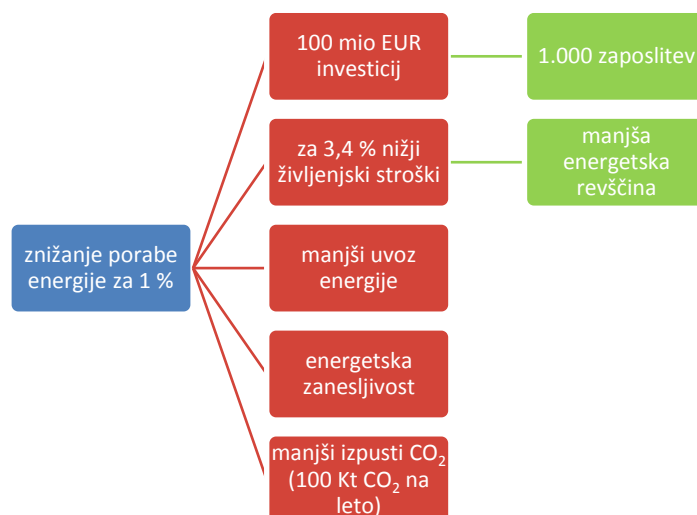 znižanje porabe
energije za 1 %
100 mio EUR
investicij
1.000 zaposlitev
za 3,4 % nižji
življenjski stroški
manjša
energetska
revščina
manjši uvoz
energije
energetska
zanesljivost
manjši izpusti CO₂
(100 Kt CO₂ na
leto)